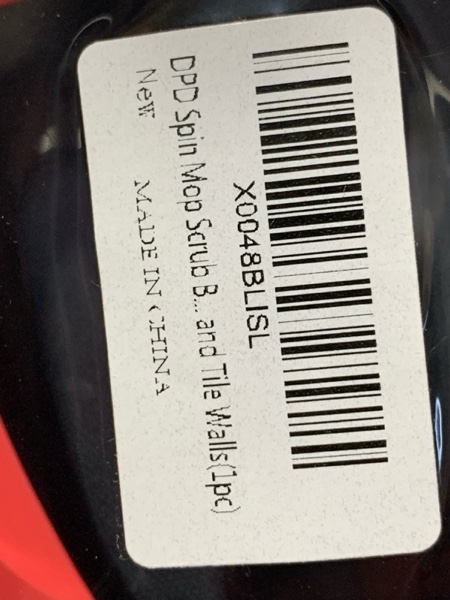 X0048BLISL
DPD Spin Mop Scrub B... and Tile Walls(1pc)
New
MADE IN CHINA